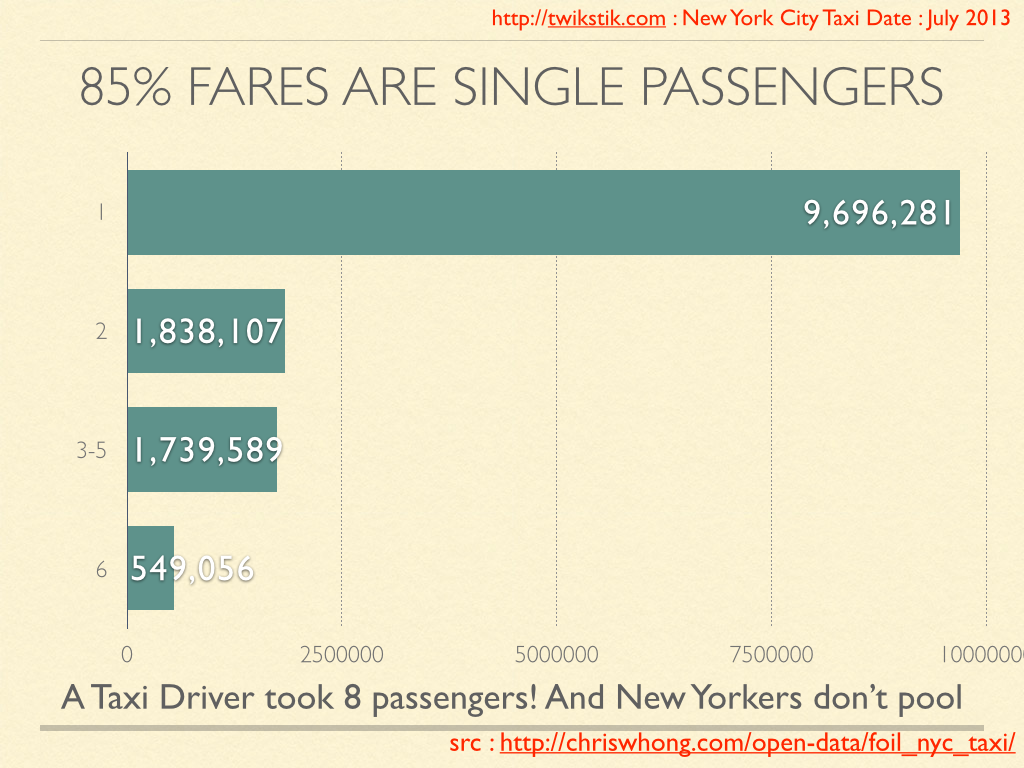 http://twikstik.com : New York City Taxi Date : July 2013
85% FARES ARE SINGLE PASSENGERS
1
9,696,281
2
1,838,107
3-5
1,739,589
6
549,056
0 2500000 5000000 7500000 10000000
A Taxi Driver took 8 passengers! And New Yorkers don’t pool
src : http://chriswhong.com/open-data/foil_nyc_taxi/